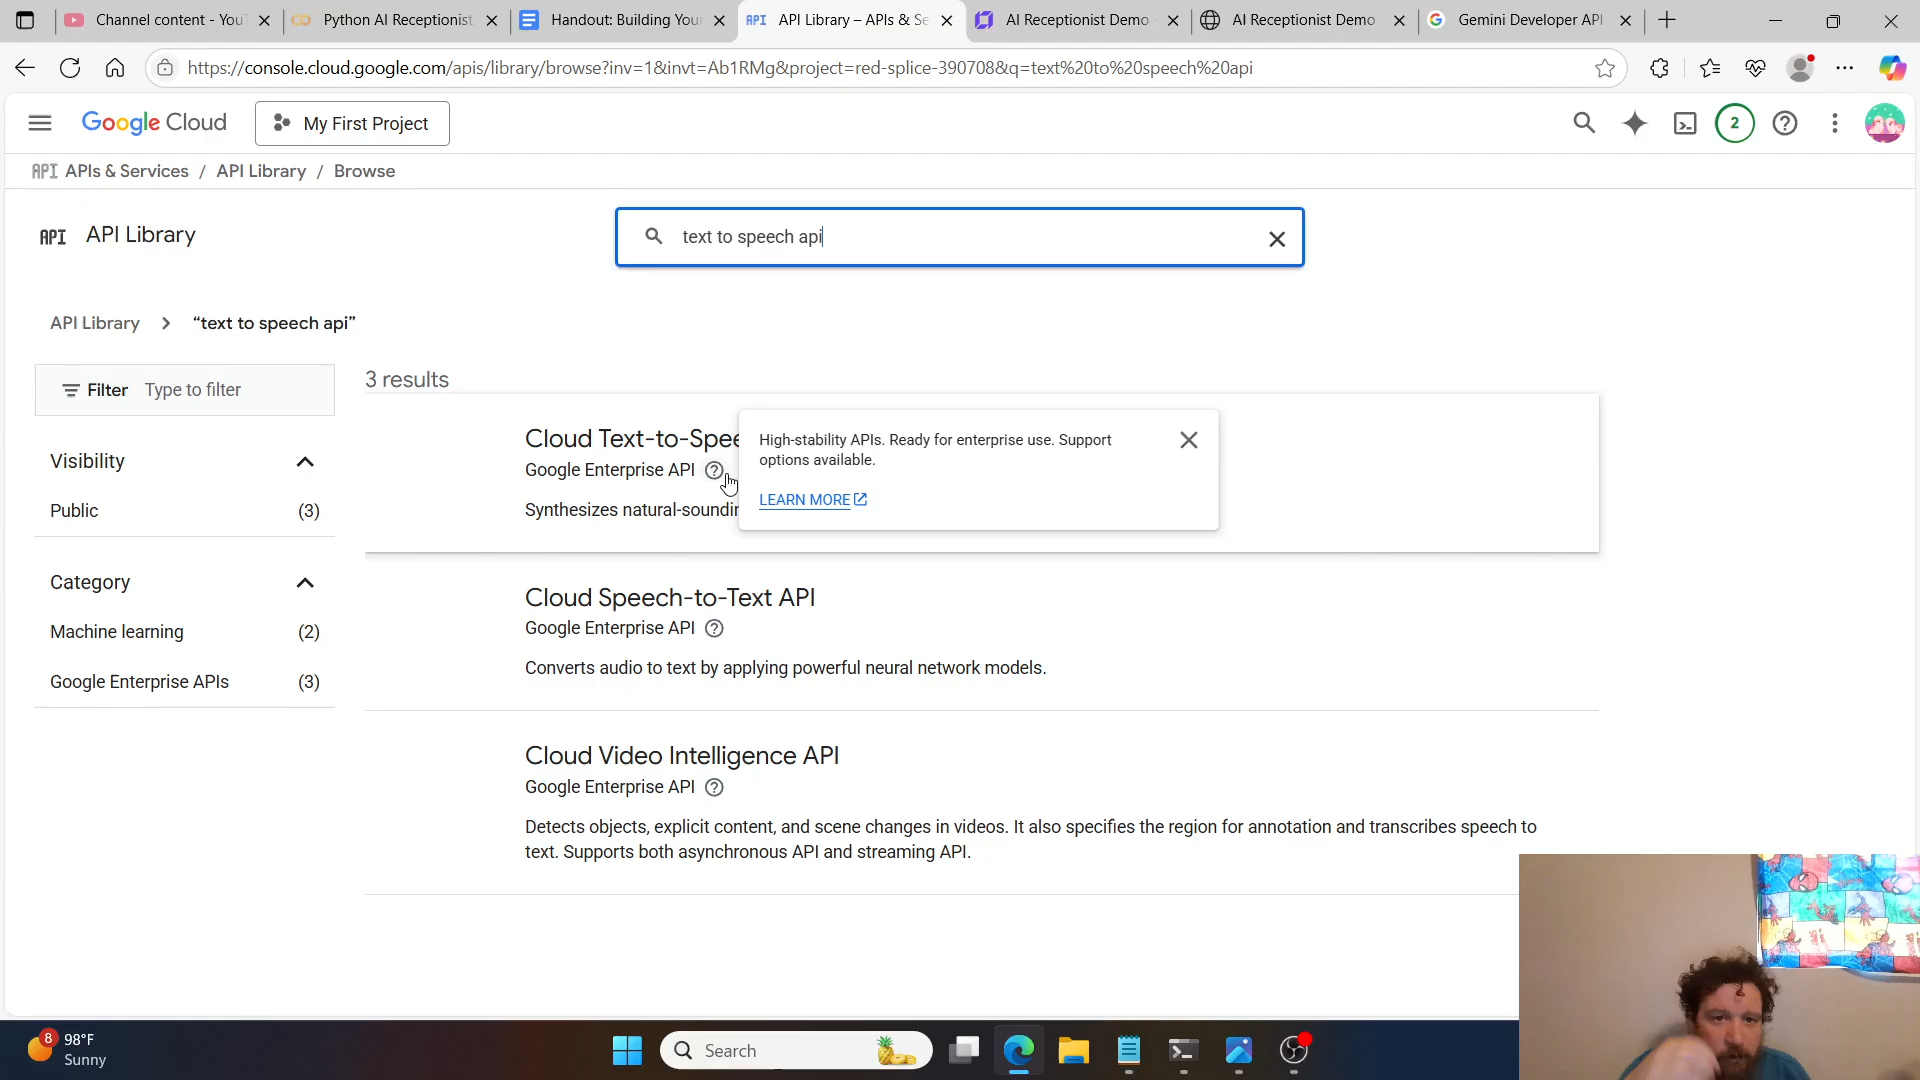 Channel content - You
Python AI Receptionist
Handout: Building Your
API API Library – APIs & Se
AI Receptionist Demo
AI Receptionist Demo
Gemini Developer API
https://console.cloud.google.com/apis/library/browse?inv=1&invt=Ab1RMg&project=red-splice-390708&q=text%20to%20speech%20api
Google Cloud
My First Project
2
API APIs & Services / API Library / Browse
API API Library
text to speech api
API Library > “text to speech api”
Filter Type to filter
Visibility
Public (3)
Category
Machine learning (2)
Google Enterprise APIs (3)
3 results
Cloud Text-to-Spee
Google Enterprise API
Synthesizes natural-soundin
High-stability APIs. Ready for enterprise use. Support
options available.
LEARN MORE
Cloud Speech-to-Text API
Google Enterprise API
Converts audio to text by applying powerful neural network models.
Cloud Video Intelligence API
Google Enterprise API
Detects objects, explicit content, and scene changes in videos. It also specifies the region for annotation and transcribes speech to
text. Supports both asynchronous API and streaming API.
8
98°F
Sunny
Search